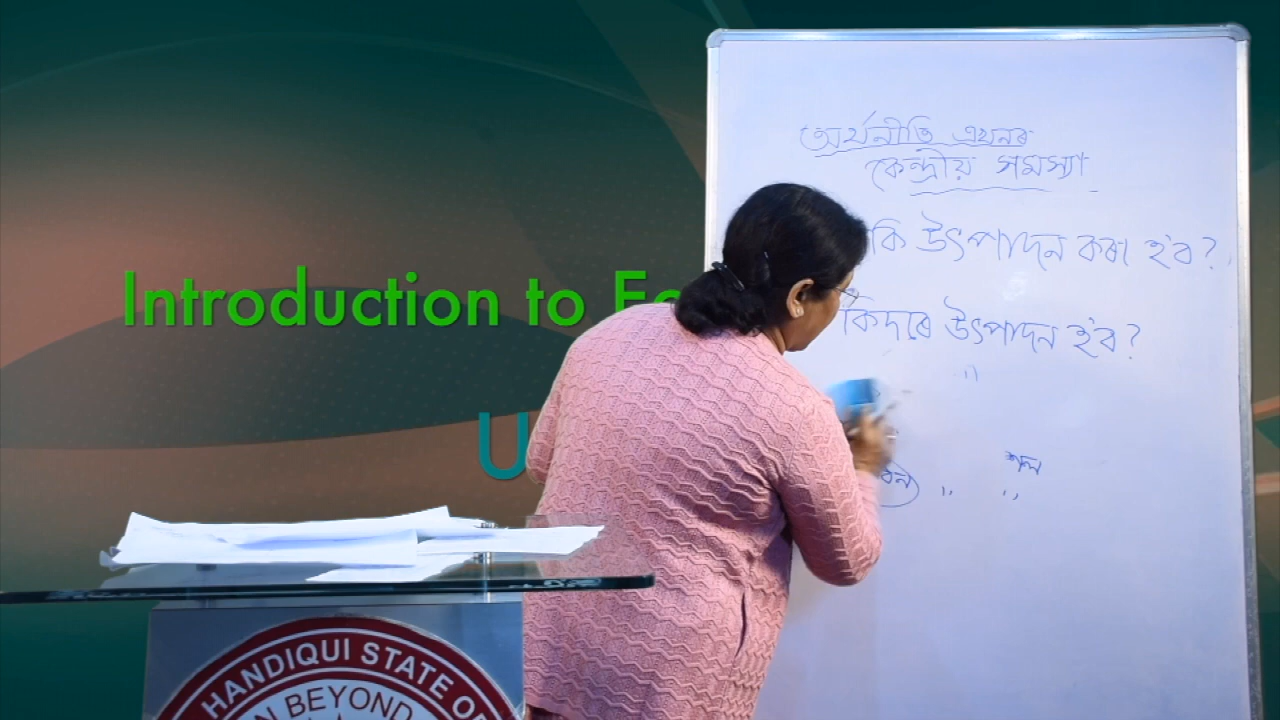 অৰ্থনীতি এখনৰ
কেন্দ্ৰীয় সমস্যা
কি উৎপাদন কৰা হ'ব?
কিদৰে উৎপাদন হ'ব?
Introduction to
U
HANDIQUI STATE
BEYOND